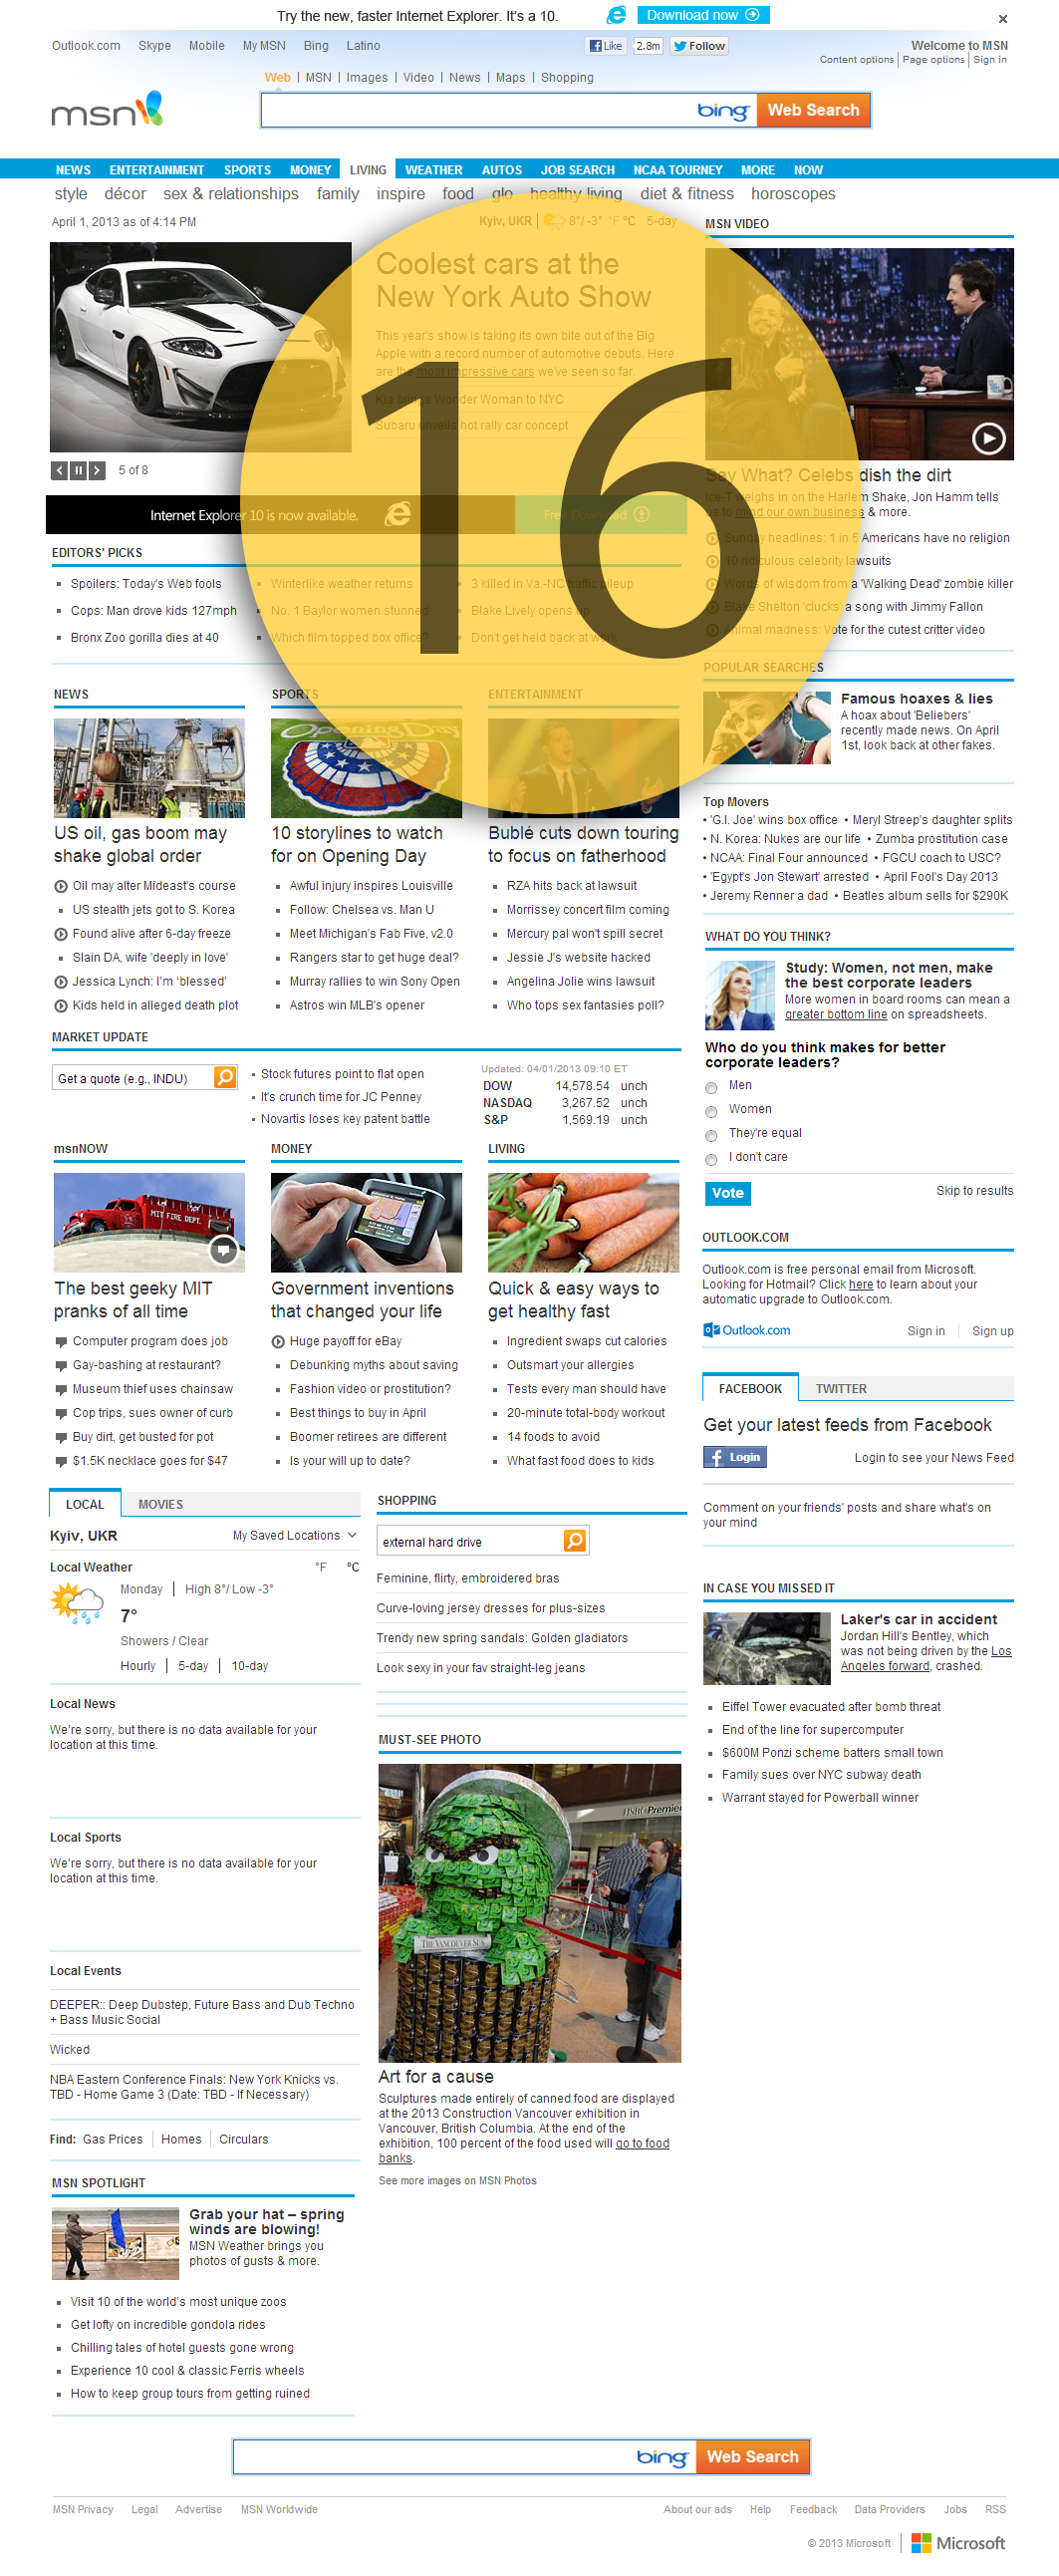 Try the new, faster Internet Explorer. It's a 10.
Download now
Outlook.com Skype Mobile My MSN Bing Latino
Like 2.8m Follow
Welcome to MSN
Content options Page options Sign in
Web MSN Images Video News Maps Shopping
msn
bing Web Search
NEWS ENTERTAINMENT SPORTS MONEY LIVING WEATHER AUTOS JOB SEARCH NCAA TOURNEY MORE NOW
style décor sex & relationships family inspire food glo healthy living diet & fitness horoscopes
April 1, 2013 as of 4:14 PM
Kyiv, UKR 8°/ -3° °F °C 5-day
Coolest cars at the
New York Auto Show
This year's show is taking its own bite out of the Big
Apple with a record number of automotive debuts. Here
are the most impressive cars we've seen so far.
Kia brings Wonder Woman to NYC
Subaru unveils hot rally car concept
16
5 of 8
Internet Explorer 10 is now available.
Free Download
EDITORS' PICKS
Spoilers: Today's Web fools
Cops: Man drove kids 127mph
Bronx Zoo gorilla dies at 40
Winterlike weather returns
No. 1 Baylor women stunned
Which film topped box office?
3 killed in Va.-NC traffic pileup
Blake Lively opens up
Don't get held back at work
MSN VIDEO
Say What? Celebs dish the dirt
Ice-T weighs in on the Harlem Shake, Jon Hamm tells
us to mind our own business & more.
Sunday headlines: 1 in 5 Americans have no religion
10 ridiculous celebrity lawsuits
Words of wisdom from a 'Walking Dead' zombie killer
Blake Shelton 'clucks' a song with Jimmy Fallon
Animal madness: Vote for the cutest critter video
POPULAR SEARCHES
Famous hoaxes & lies
A hoax about 'Beliebers'
recently made news. On April
1st, look back at other fakes.
Top Movers
• 'G.I. Joe' wins box office • Meryl Streep's daughter splits
• N. Korea: Nukes are our life • Zumba prostitution case
• NCAA: Final Four announced • FGCU coach to USC?
• 'Egypt's Jon Stewart' arrested • April Fool's Day 2013
• Jeremy Renner a dad • Beatles album sells for $290K
NEWS
US oil, gas boom may
shake global order
Oil may alter Mideast's course
US stealth jets got to S. Korea
Found alive after 6-day freeze
Slain DA, wife 'deeply in love'
Jessica Lynch: I'm 'blessed'
Kids held in alleged death plot
SPORTS
Opening Day
10 storylines to watch
for on Opening Day
Awful injury inspires Louisville
Follow: Chelsea vs. Man U
Meet Michigan's Fab Five, v2.0
Rangers star to get huge deal?
Murray rallies to win Sony Open
Astros win MLB's opener
ENTERTAINMENT
Bublé cuts down touring
to focus on fatherhood
RZA hits back at lawsuit
Morrissey concert film coming
Mercury pal won't spill secret
Jessie J's website hacked
Angelina Jolie wins lawsuit
Who tops sex fantasies poll?
WHAT DO YOU THINK?
Study: Women, not men, make
the best corporate leaders
More women in board rooms can mean a
greater bottom line on spreadsheets.
Who do you think makes for better
corporate leaders?
Men
Women
They're equal
I don't care
Vote
Skip to results
MARKET UPDATE
Get a quote (e.g., INDU)
Stock futures point to flat open
It's crunch time for JC Penney
Novartis loses key patent battle
Updated: 04/01/2013 09:10 ET
DOW 14,578.54 unch
NASDAQ 3,267.52 unch
S&P 1,569.19 unch
msnNOW
MIT FIRE DEPT.
The best geeky MIT
pranks of all time
Computer program does job
Gay-bashing at restaurant?
Museum thief uses chainsaw
Cop trips, sues owner of curb
Buy dirt, get busted for pot
$1.5K necklace goes for $47
MONEY
Government inventions
that changed your life
Huge payoff for eBay
Debunking myths about saving
Fashion video or prostitution?
Best things to buy in April
Boomer retirees are different
Is your will up to date?
LIVING
Quick & easy ways to
get healthy fast
Ingredient swaps cut calories
Outsmart your allergies
Tests every man should have
20-minute total-body workout
14 foods to avoid
What fast food does to kids
OUTLOOK.COM
Outlook.com is free personal email from Microsoft.
Looking for Hotmail? Click here to learn about your
automatic upgrade to Outlook.com.
Outlook.com
Sign in Sign up
FACEBOOK TWITTER
Get your latest feeds from Facebook
Login
Login to see your News Feed
Comment on your friends' posts and share what's on
your mind
LOCAL MOVIES
Kyiv, UKR
My Saved Locations
Local Weather
°F °C
Monday High 8°/ Low -3°
7°
Showers / Clear
Hourly 5-day 10-day
Local News
We're sorry, but there is no data available for your
location at this time.
Local Sports
We're sorry, but there is no data available for your
location at this time.
Local Events
DEEPER:: Deep Dubstep, Future Bass and Dub Techno
+ Bass Music Social
Wicked
NBA Eastern Conference Finals: New York Knicks vs.
TBD - Home Game 3 (Date: TBD - If Necessary)
Find: Gas Prices Homes Circulars
SHOPPING
external hard drive
Feminine, flirty, embroidered bras
Curve-loving jersey dresses for plus-sizes
Trendy new spring sandals: Golden gladiators
Look sexy in your fav straight-leg jeans
MUST-SEE PHOTO
HSBC Premier
THE VANCOUVER SUN
Art for a cause
Sculptures made entirely of canned food are displayed
at the 2013 Construction Vancouver exhibition in
Vancouver, British Columbia. At the end of the
exhibition, 100 percent of the food used will go to food
banks.
See more images on MSN Photos
IN CASE YOU MISSED IT
Laker's car in accident
Jordan Hill's Bentley, which
was not being driven by the Los
Angeles forward, crashed.
Eiffel Tower evacuated after bomb threat
End of the line for supercomputer
$600M Ponzi scheme batters small town
Family sues over NYC subway death
Warrant stayed for Powerball winner
MSN SPOTLIGHT
Grab your hat – spring
winds are blowing!
MSN Weather brings you
photos of gusts & more.
Visit 10 of the world's most unique zoos
Get lofty on incredible gondola rides
Chilling tales of hotel guests gone wrong
Experience 10 cool & classic Ferris wheels
How to keep group tours from getting ruined
bing Web Search
MSN Privacy Legal Advertise MSN Worldwide
About our ads Help Feedback Data Providers Jobs RSS
© 2013 Microsoft Microsoft